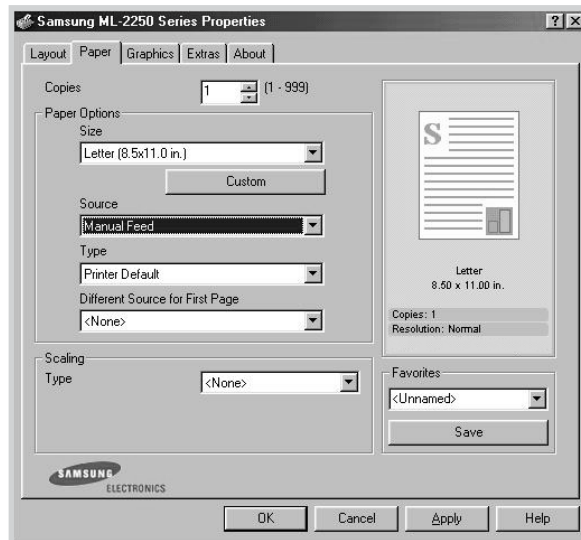 Samsung ML-2250 Series Properties
Layout Paper Graphics Extras About
Copies 1 (1 - 999)
Paper Options
Size
Letter (8.5x11.0 in.)
Custom
Source
Manual Feed
Type
Printer Default
Different Source for First Page
<None>
Scaling
Type <None>
S
Letter
8.50 x 11.00 in.
Copies: 1
Resolution: Normal
Favorites
<Unnamed>
Save
SAMSUNG
ELECTRONICS
OK Cancel Apply Help